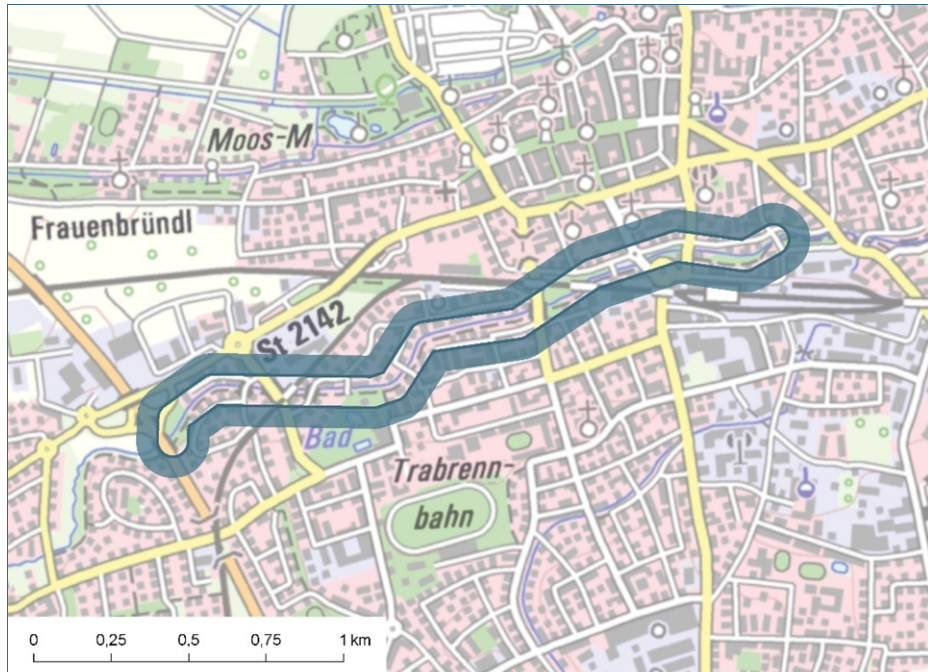 Moos-M
Frauenbründl
St 2142
Bad
Trabrenn-
bahn
0 0,25 0,5 0,75 1 km